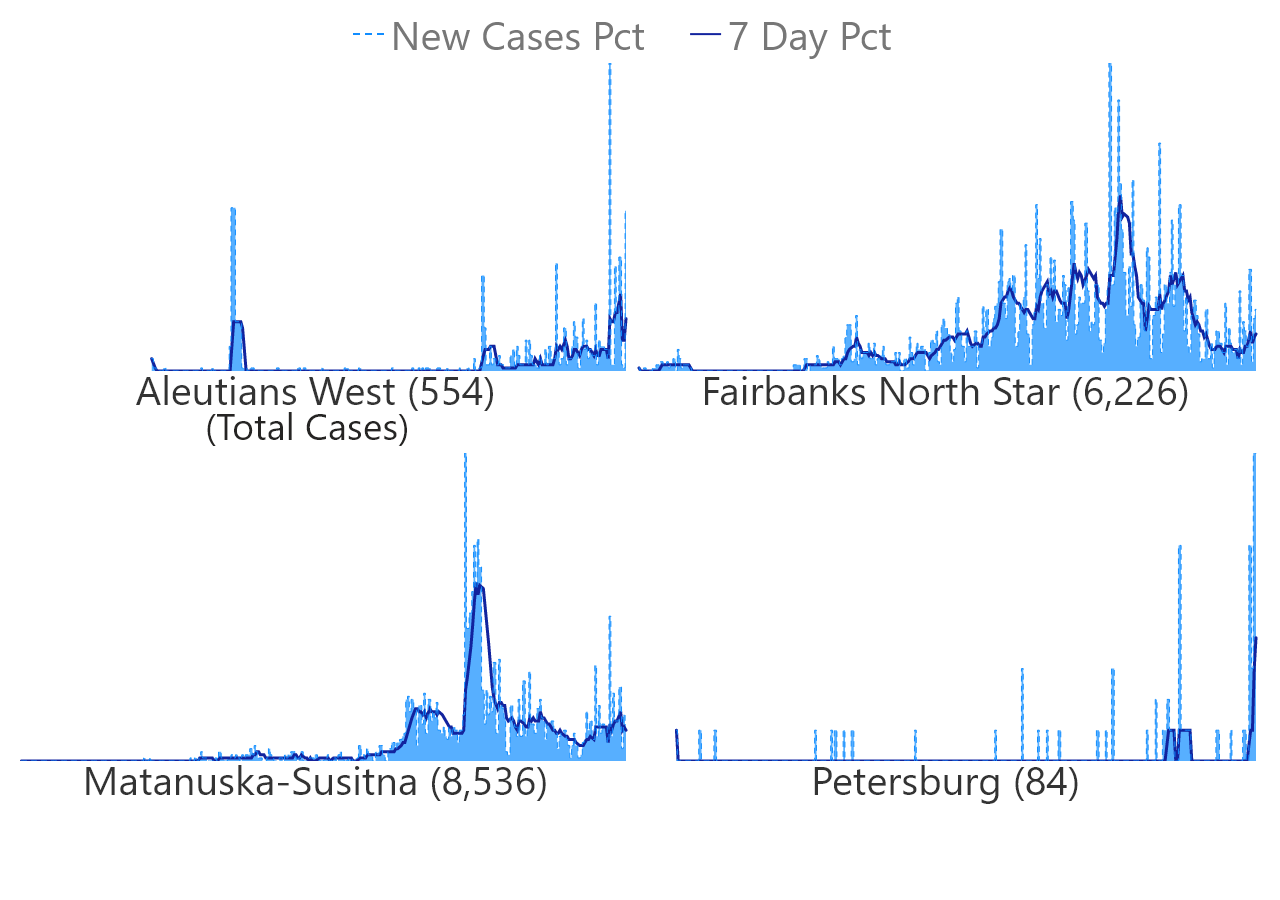 New Cases Pct 7 Day Pct
Aleutians West (554) Fairbanks North Star (6,226)
(Total Cases)
Matanuska-Susitna (8,536) Petersburg (84)